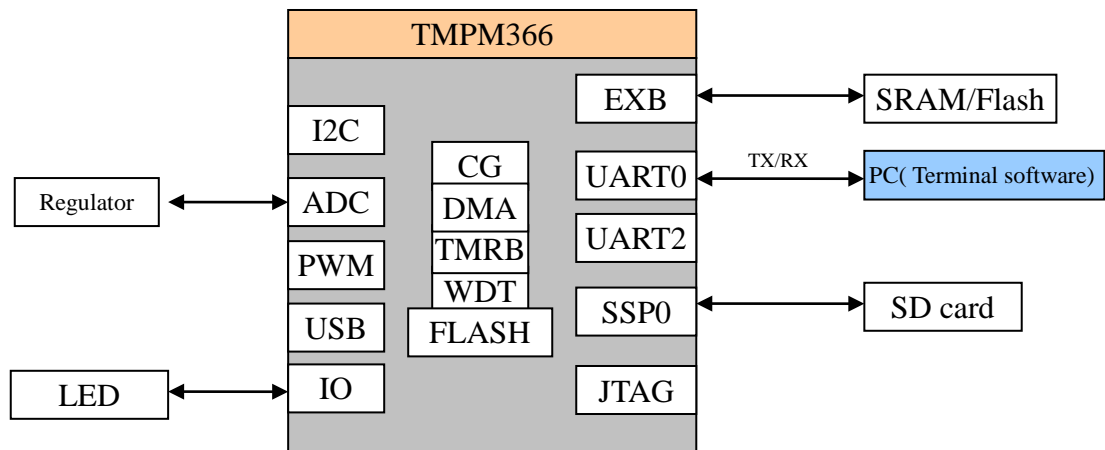 TMPM366
EXB
SRAM/Flash
I2C
CG
UART0
TX/RX
PC( Terminal software)
Regulator
ADC
DMA
UART2
PWM
TMRB
WDT
SSP0
SD card
USB
FLASH
LED
IO
JTAG